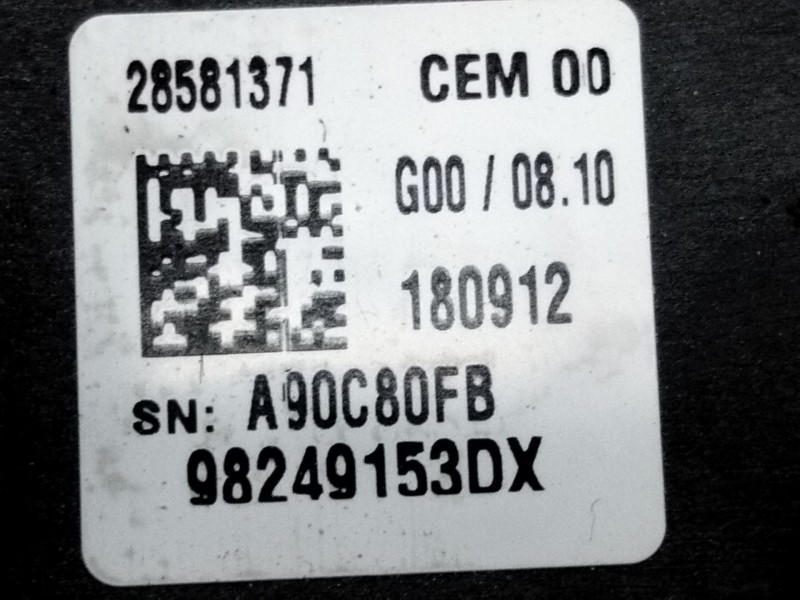 28581371 CEM 00
G00 / 08.10
180912
SN: A90C80FB
98249153DX